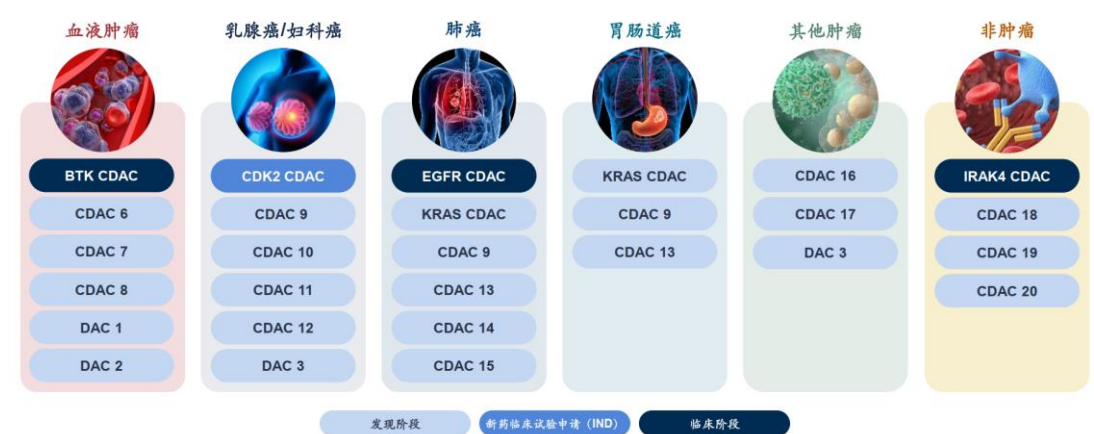 血液肿瘤
乳腺癌/妇科癌
肺癌
胃肠道癌
其他肿瘤
非肿瘤
BTK CDAC
CDAC 6
CDAC 7
CDAC 8
DAC 1
DAC 2
CDK2 CDAC
CDAC 9
CDAC 10
CDAC 11
CDAC 12
DAC 3
EGFR CDAC
KRAS CDAC
CDAC 9
CDAC 13
CDAC 14
CDAC 15
KRAS CDAC
CDAC 9
CDAC 13
CDAC 16
CDAC 17
DAC 3
IRAK4 CDAC
CDAC 18
CDAC 19
CDAC 20
发现阶段
新药临床试验申请（IND）
临床阶段